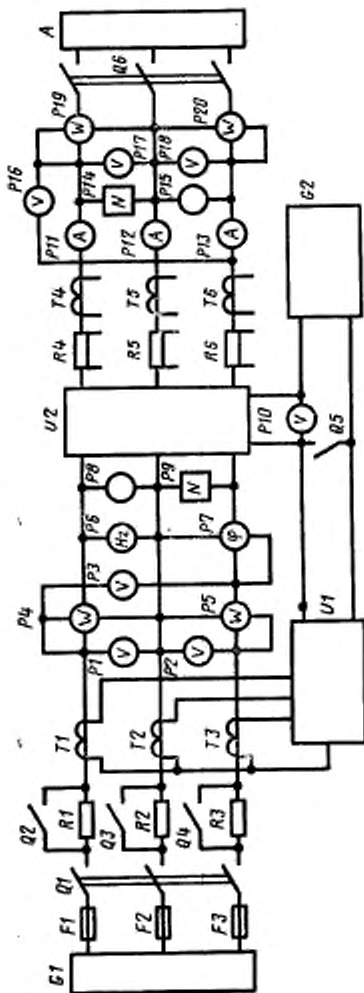 G1
F1
F2
F3
Q1
Q2
Q3
Q4
R1
R2
R3
T1
T2
T3
P1
P2
P3
P4
P5
P6
P7
P8
P9
V
V
V
W
W
Hz
φ
N
U1
U2
P10
V
Q5
G2
R4
R5
R6
T4
T5
T6
P11
P12
P13
A
A
A
P14
P15
N
P16
V
P17
P18
V
V
P19
P20
W
W
Q6
A